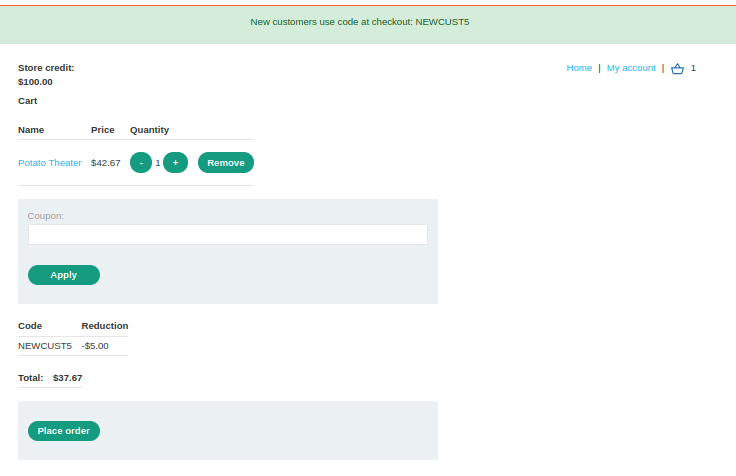 New customers use code at checkout: NEWCUST5
Store credit:
$100.00
Home | My account | 1
Cart
Name Price Quantity
Potato Theater $42.67 - 1 + Remove
Coupon:
Apply
Code Reduction
NEWCUST5 -$5.00
Total: $37.67
Place order